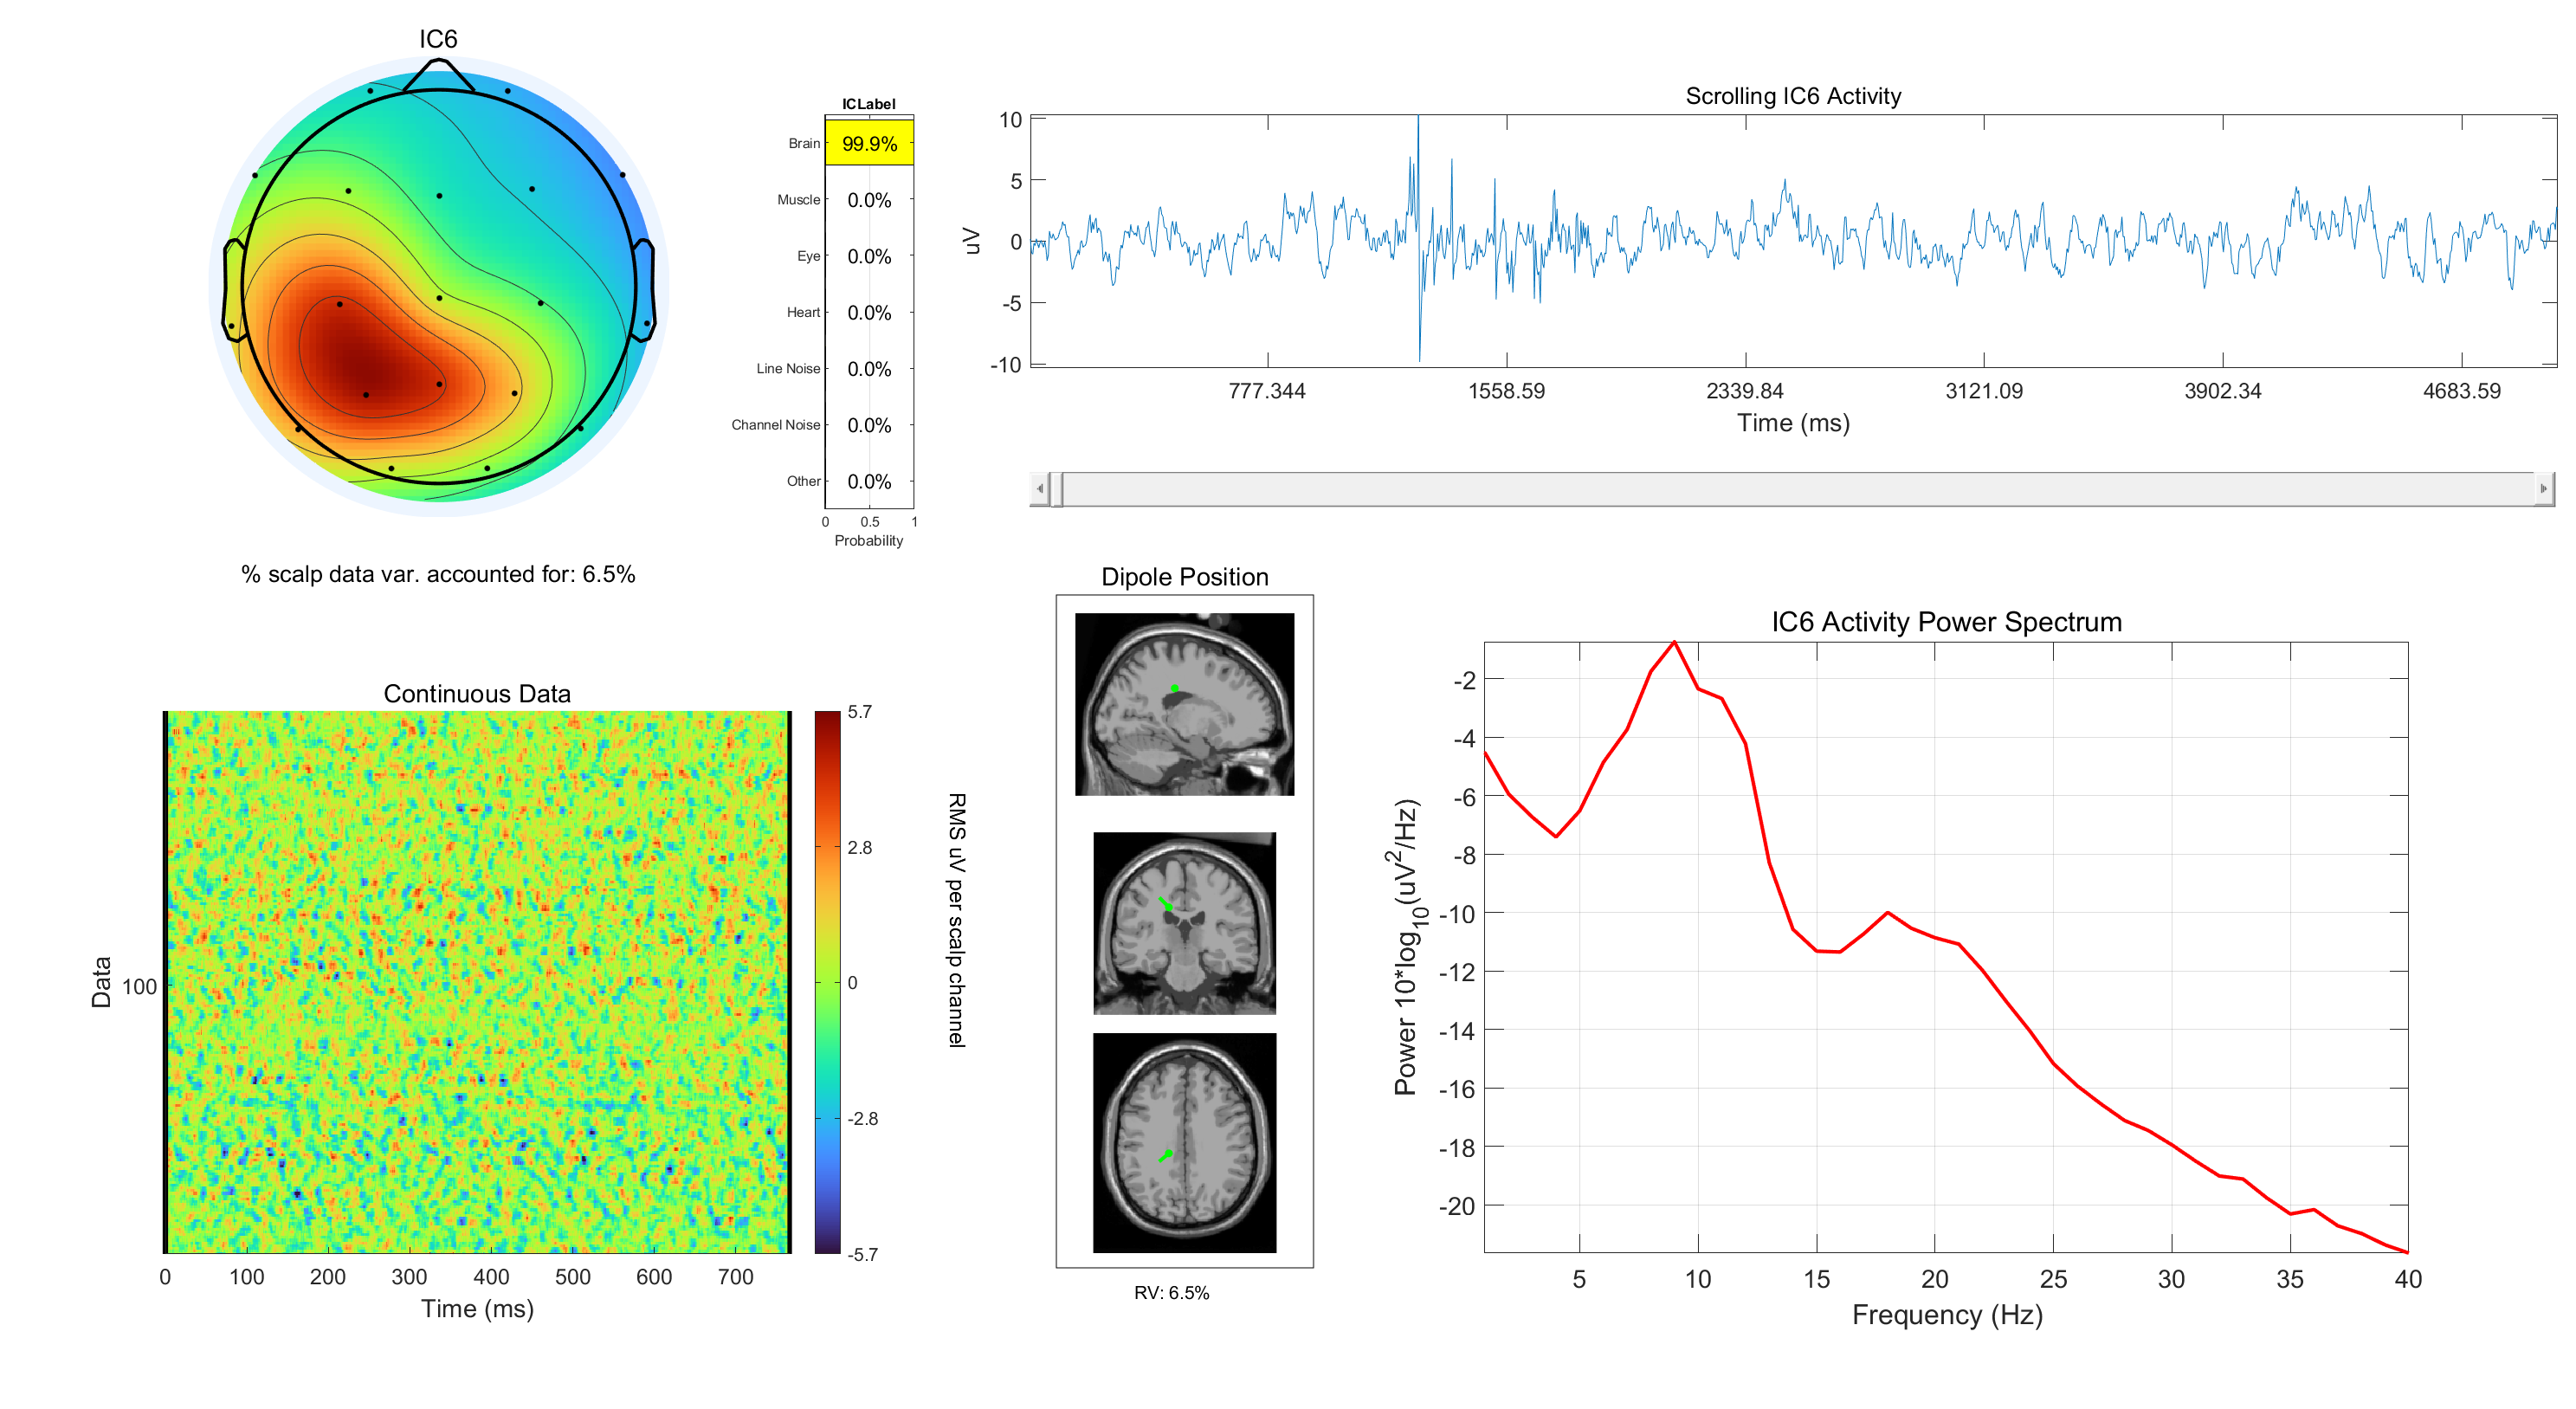 IC6
ICLabel
Brain 99.9%
Muscle 0.0%
Eye 0.0%
Heart 0.0%
Line Noise 0.0%
Channel Noise 0.0%
Other 0.0%
0 0.5 1
Probability
% scalp data var. accounted for: 6.5%
Scrolling IC6 Activity
10
5
0
-5
-10
uV
777.344 1558.59 2339.84 3121.09 3902.34 4683.59
Time (ms)
Continuous Data
Data
100
0 100 200 300 400 500 600 700
Time (ms)
5.7
2.8
0
-2.8
-5.7
RMS uV per scalp channel
Dipole Position
RV: 6.5%
IC6 Activity Power Spectrum
Power 10*log10(uV2/Hz)
-2
-4
-6
-8
-10
-12
-14
-16
-18
-20
5 10 15 20 25 30 35 40
Frequency (Hz)